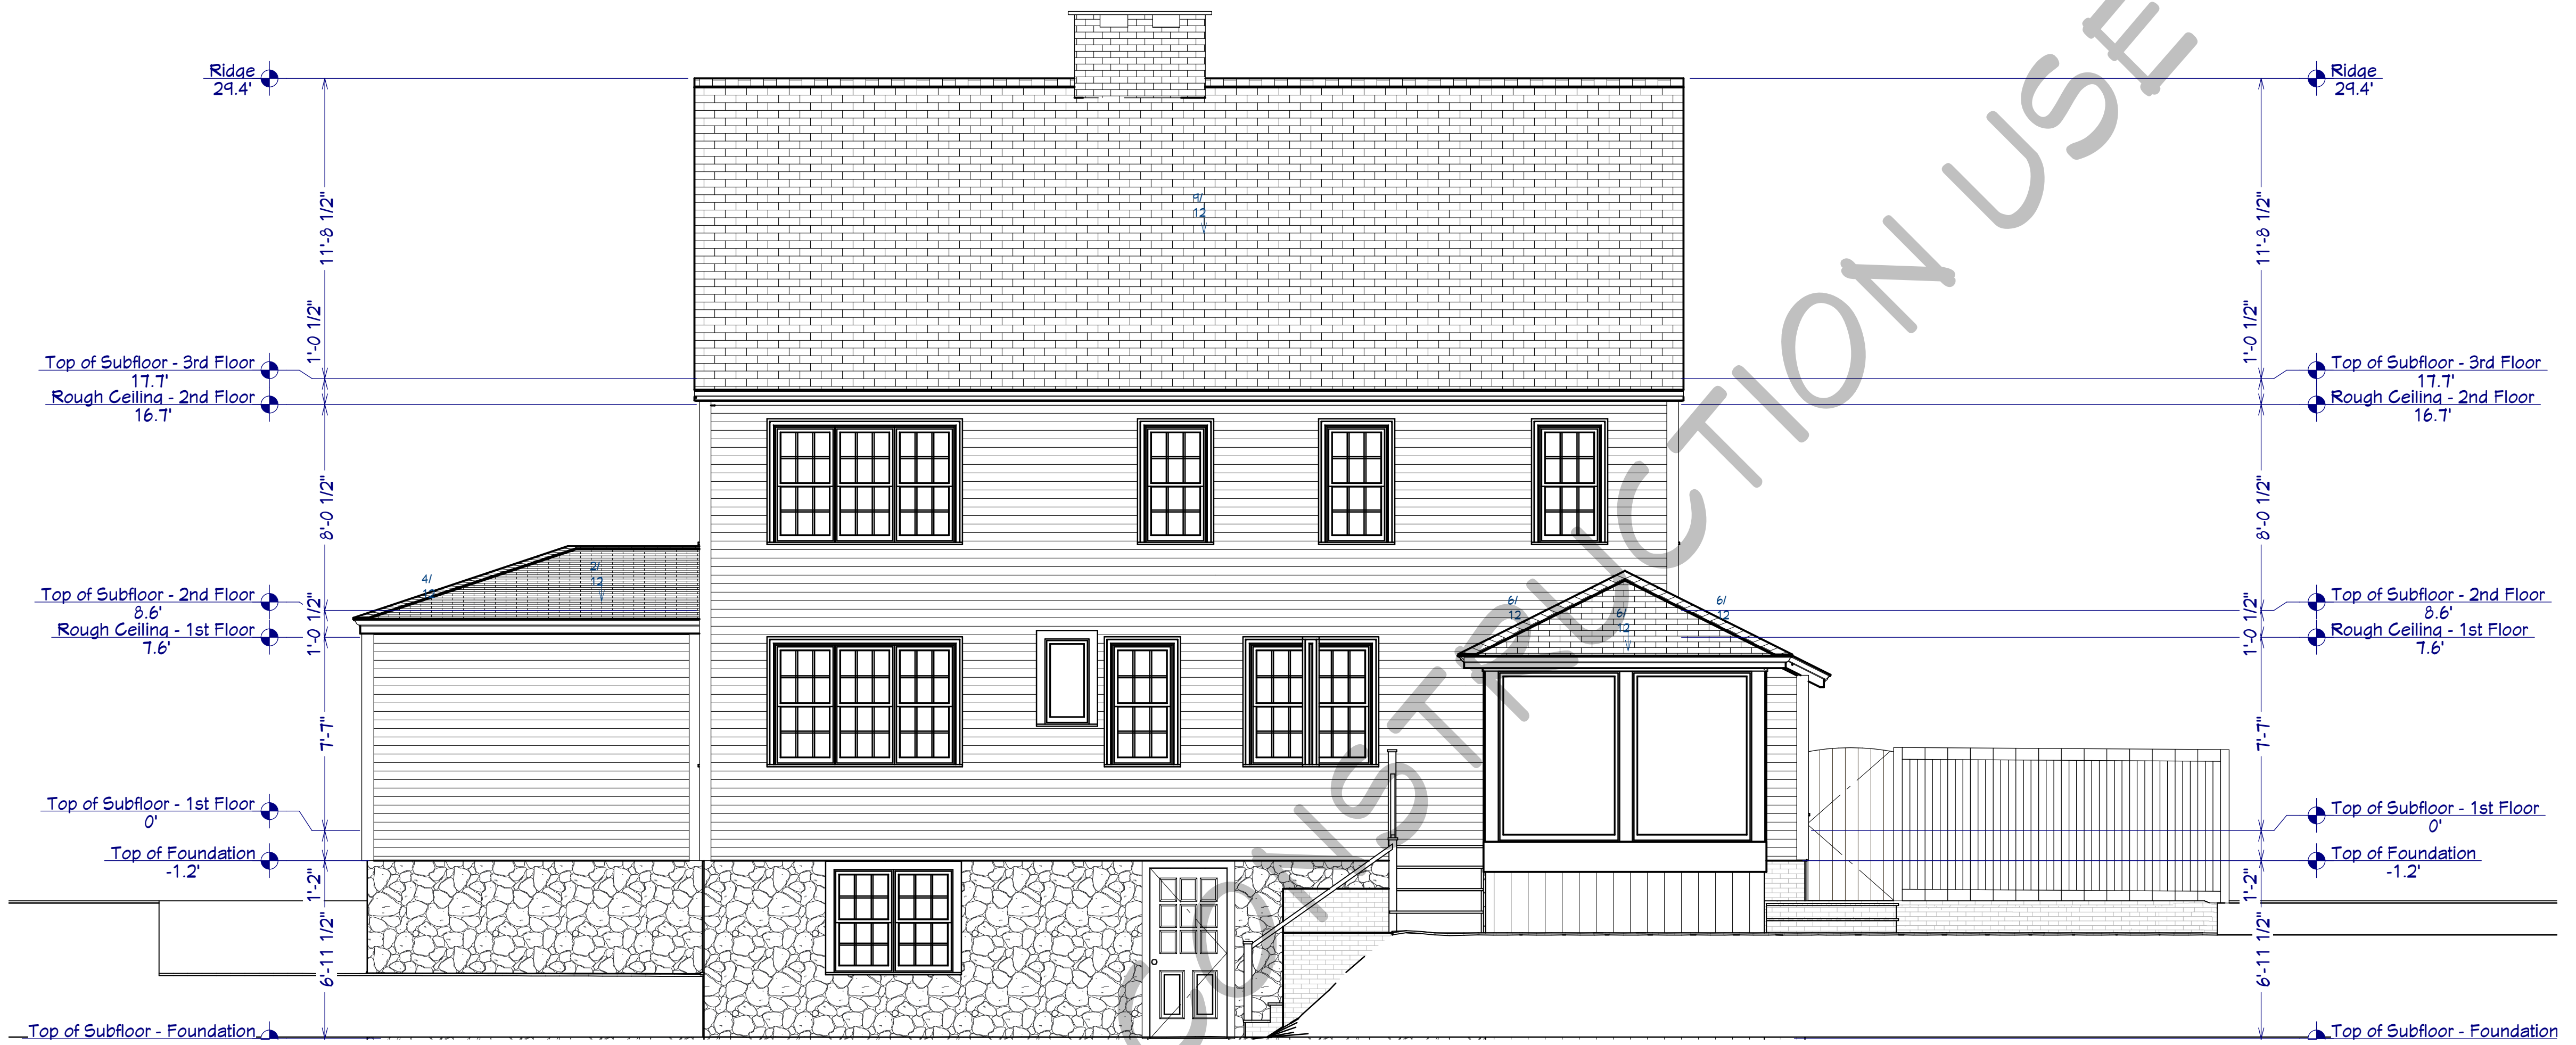 Ridge
29.4'
11'-8 1/2"
1'-0 1/2"
Top of Subfloor - 3rd Floor
17.7'
Rough Ceiling - 2nd Floor
16.7'
8'-0 1/2"
Top of Subfloor - 2nd Floor
8.6'
1'-0 1/2"
Rough Ceiling - 1st Floor
7.6'
7'-7"
Top of Subfloor - 1st Floor
0'
Top of Foundation
-1.2'
1'-2"
6'-11 1/2"
Top of Subfloor - Foundation
9/
12
4/
12
2/
12
6/
12
6/
12
6/
12
CONSTRUCTION USE
Ridge
29.4'
11'-8 1/2"
1'-0 1/2"
Top of Subfloor - 3rd Floor
17.7'
Rough Ceiling - 2nd Floor
16.7'
8'-0 1/2"
Top of Subfloor - 2nd Floor
8.6'
1'-0 1/2"
Rough Ceiling - 1st Floor
7.6'
7'-7"
Top of Subfloor - 1st Floor
0'
Top of Foundation
-1.2'
1'-2"
6'-11 1/2"
Top of Subfloor - Foundation